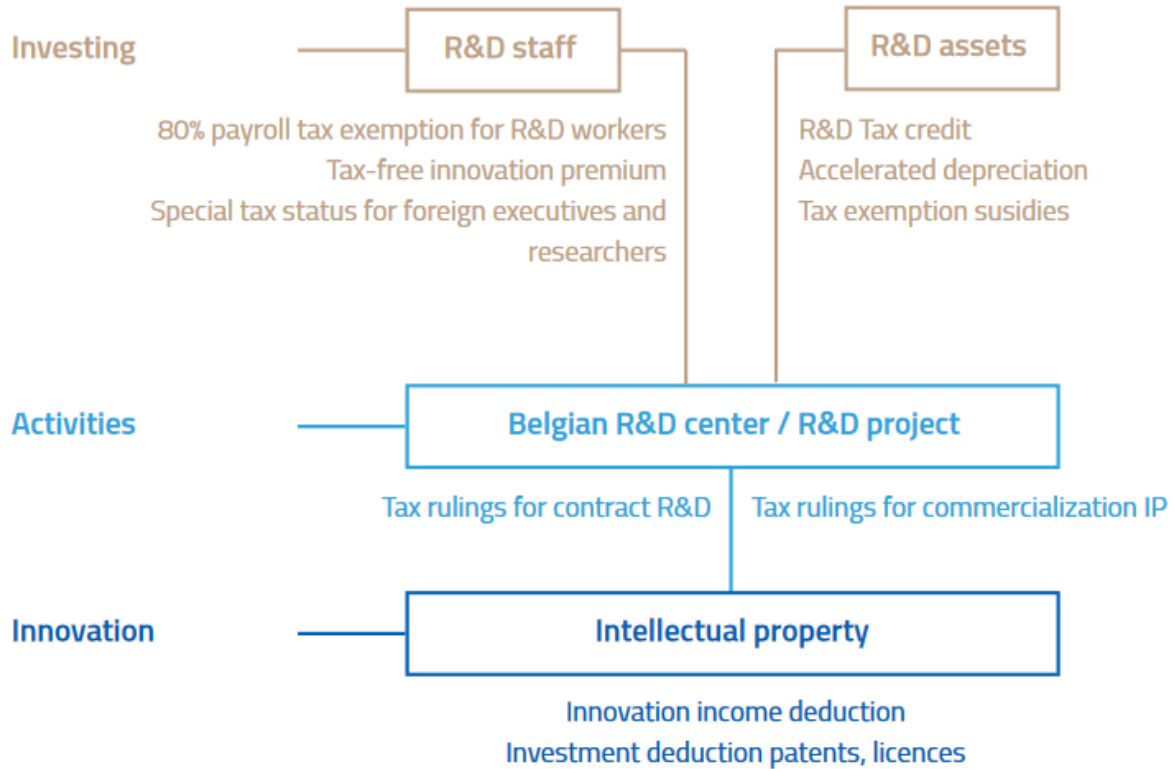 Investing
R&D staff
R&D assets
80% payroll tax exemption for R&D workers
Tax-free innovation premium
Special tax status for foreign executives and
researchers
R&D Tax credit
Accelerated depreciation
Tax exemption susidies
Activities
Belgian R&D center / R&D project
Tax rulings for contract R&D
Tax rulings for commercialization IP
Innovation
Intellectual property
Innovation income deduction
Investment deduction patents, licences